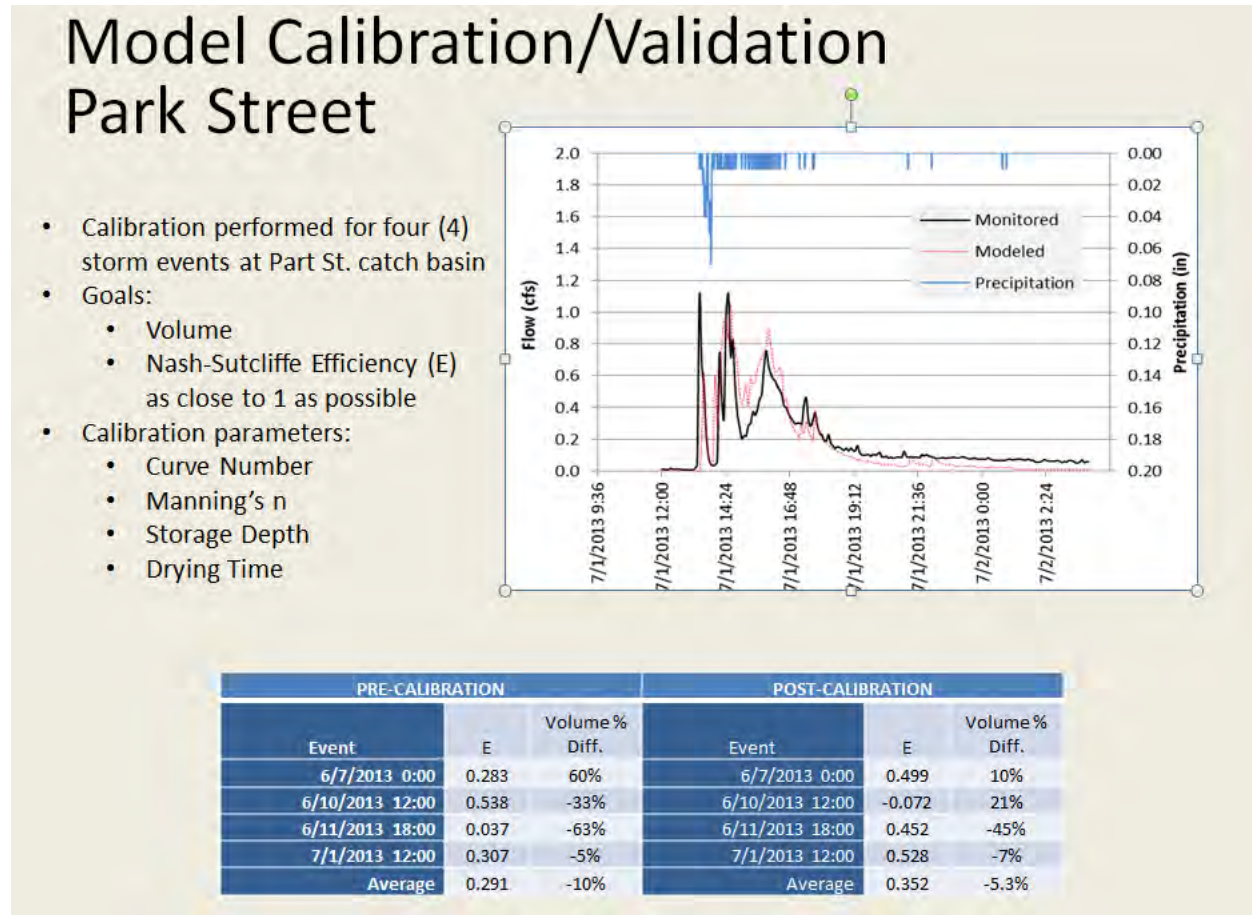 Model Calibration/Validation
Park Street
• Calibration performed for four (4)
storm events at Part St. catch basin
• Goals:
• Volume
• Nash-Sutcliffe Efficiency (E)
as close to 1 as possible
• Calibration parameters:
• Curve Number
• Manning's n
• Storage Depth
• Drying Time
Flow (cfs)
2.0
1.8
1.6
1.4
1.2
1.0
0.8
0.6
0.4
0.2
0.0
Monitored
Modeled
Precipitation
0.00
0.02
0.04
0.06
0.08
0.10
0.12
0.14
0.16
0.18
0.20
Precipitation (in)
7/1/2013 9:36
7/1/2013 12:00
7/1/2013 14:24
7/1/2013 16:48
7/1/2013 19:12
7/1/2013 21:36
7/2/2013 0:00
7/2/2013 2:24
PRE-CALIBRATION POST-CALIBRATION
Event E Volume % Diff. Event E Volume % Diff.
6/7/2013 0:00 0.283 60% 6/7/2013 0:00 0.499 10%
6/10/2013 12:00 0.538 -33% 6/10/2013 12:00 -0.072 21%
6/11/2013 18:00 0.037 -63% 6/11/2013 18:00 0.452 -45%
7/1/2013 12:00 0.307 -5% 7/1/2013 12:00 0.528 -7%
Average 0.291 -10% Average 0.352 -5.3%